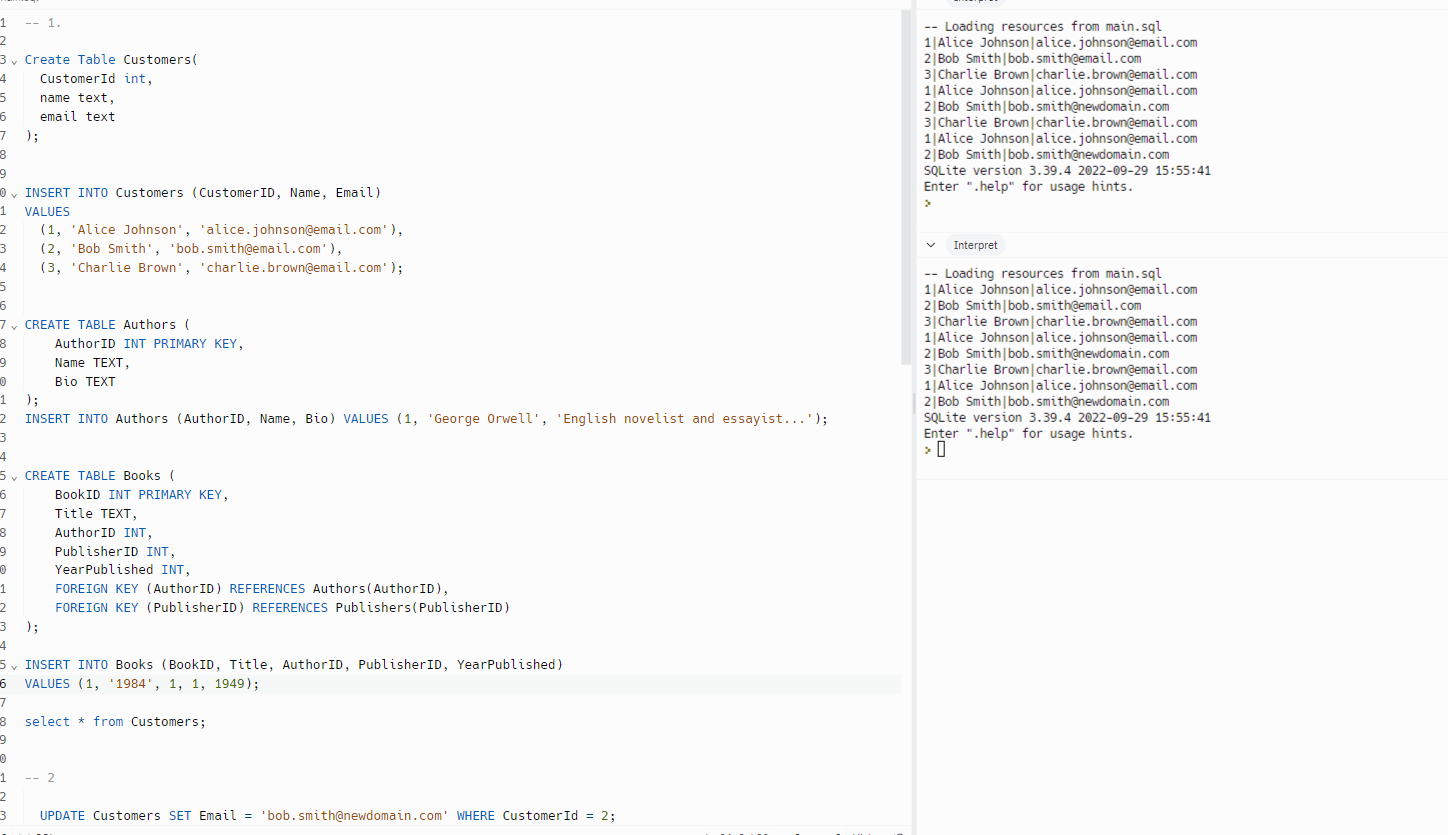 1 -- 1.
2
3 Create Table Customers(
4 CustomerId int,
5 name text,
6 email text
7 );
8
9
0 INSERT INTO Customers (CustomerID, Name, Email)
1 VALUES
2 (1, 'Alice Johnson', 'alice.johnson@email.com'),
3 (2, 'Bob Smith', 'bob.smith@email.com'),
4 (3, 'Charlie Brown', 'charlie.brown@email.com');
5
6
7 CREATE TABLE Authors (
8 AuthorID INT PRIMARY KEY,
9 Name TEXT,
0 Bio TEXT
1 );
2 INSERT INTO Authors (AuthorID, Name, Bio) VALUES (1, 'George Orwell', 'English novelist and essayist...');
3
4
5 CREATE TABLE Books (
6 BookID INT PRIMARY KEY,
7 Title TEXT,
8 AuthorID INT,
9 PublisherID INT,
0 YearPublished INT,
1 FOREIGN KEY (AuthorID) REFERENCES Authors(AuthorID),
2 FOREIGN KEY (PublisherID) REFERENCES Publishers(PublisherID)
3 );
4
5 INSERT INTO Books (BookID, Title, AuthorID, PublisherID, YearPublished)
6 VALUES (1, '1984', 1, 1, 1949);
7
8 select * from Customers;
9
0
1 -- 2
2
3 UPDATE Customers SET Email = 'bob.smith@newdomain.com' WHERE CustomerId = 2;
Interpret
-- Loading resources from main.sql
1|Alice Johnson|alice.johnson@email.com
2|Bob Smith|bob.smith@email.com
3|Charlie Brown|charlie.brown@email.com
1|Alice Johnson|alice.johnson@email.com
2|Bob Smith|bob.smith@newdomain.com
3|Charlie Brown|charlie.brown@email.com
1|Alice Johnson|alice.johnson@email.com
2|Bob Smith|bob.smith@newdomain.com
SQLite version 3.39.4 2022-09-29 15:55:41
Enter ".help" for usage hints.
>
Interpret
-- Loading resources from main.sql
1|Alice Johnson|alice.johnson@email.com
2|Bob Smith|bob.smith@email.com
3|Charlie Brown|charlie.brown@email.com
1|Alice Johnson|alice.johnson@email.com
2|Bob Smith|bob.smith@newdomain.com
3|Charlie Brown|charlie.brown@email.com
1|Alice Johnson|alice.johnson@email.com
2|Bob Smith|bob.smith@newdomain.com
SQLite version 3.39.4 2022-09-29 15:55:41
Enter ".help" for usage hints.
>